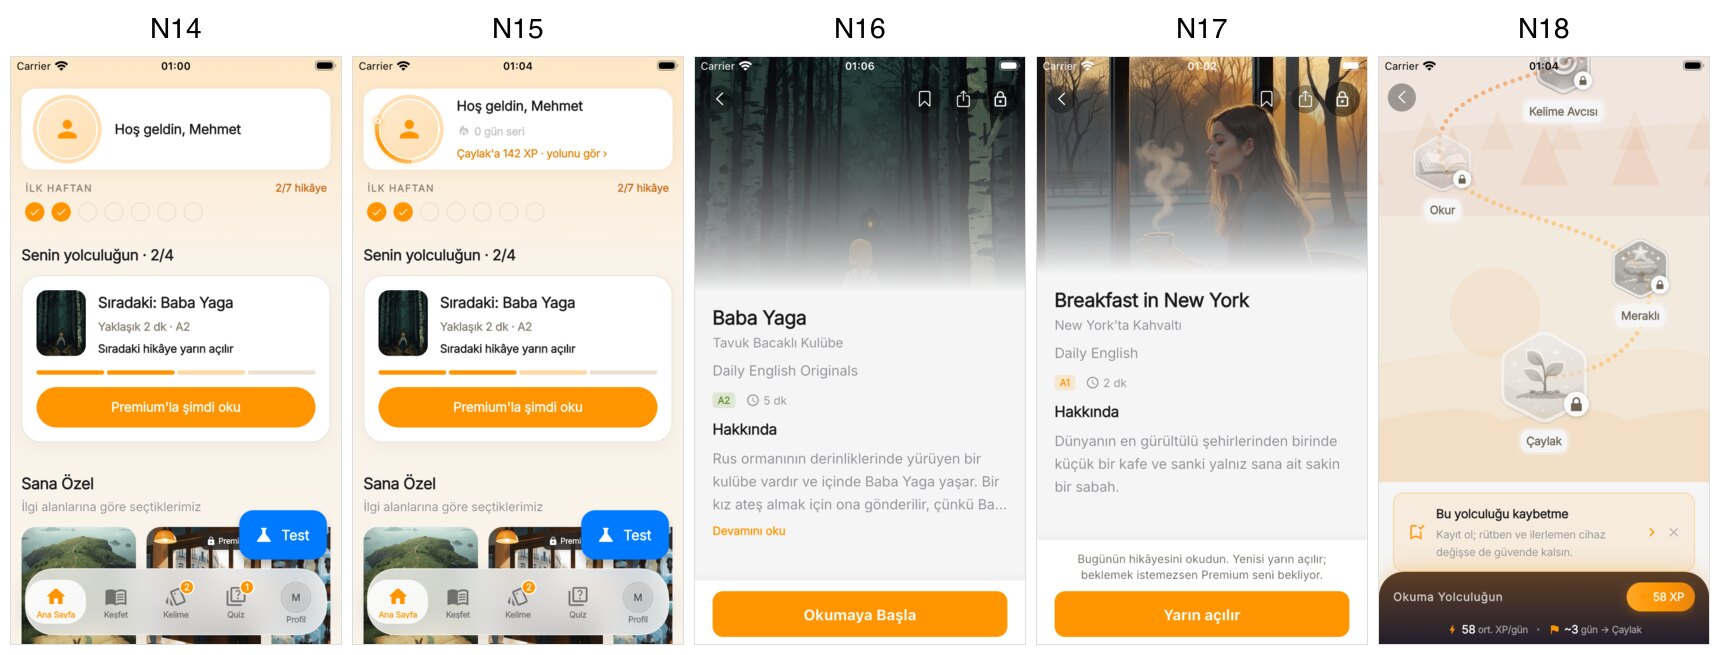 N14
Carrier
01:00
Hoş geldin, Mehmet
İLK HAFTAN
2/7 hikâye
Senin yolculuğun · 2/4
Sıradaki: Baba Yaga
Yaklaşık 2 dk · A2
Sıradaki hikâye yarın açılır
Premium'la şimdi oku
Sana Özel
İlgi alanlarına göre seçtiklerimiz
Test
2
1
M
Ana Sayfa
Keşfet
Kelime
Quiz
Profil
N15
Carrier
01:04
Hoş geldin, Mehmet
0 gün seri
Çaylak'a 142 XP · yolunu gör ›
İLK HAFTAN
2/7 hikâye
Senin yolculuğun · 2/4
Sıradaki: Baba Yaga
Yaklaşık 2 dk · A2
Sıradaki hikâye yarın açılır
Premium'la şimdi oku
Sana Özel
İlgi alanlarına göre seçtiklerimiz
Test
2
M
Ana Sayfa
Keşfet
Kelime
Quiz
Profil
N16
Carrier
01:06
Baba Yaga
Tavuk Bacaklı Kulübe
Daily English Originals
A2
5 dk
Hakkında
Rus ormanının derinliklerinde yürüyen bir
kulübe vardır ve içinde Baba Yaga yaşar. Bir
kız ateş almak için ona gönderilir, çünkü Ba...
Devamını oku
Okumaya Başla
N17
Carrier
01:02
Breakfast in New York
New York'ta Kahvaltı
Daily English
A1
2 dk
Hakkında
Dünyanın en gürültülü şehirlerinden birinde
küçük bir kafe ve sanki yalnız sana ait sakin
bir sabah.
Bugünün hikâyesini okudun. Yenisi yarın açılır;
beklemek istemezsen Premium seni bekliyor.
Yarın açılır
N18
Carrier
01:04
Kelime Avcısı
Okur
Meraklı
Çaylak
Bu yolculuğu kaybetme
Kayıt ol; rütben ve ilerlemen cihaz
değişse de güvende kalsın.
Okuma Yolculuğun
58 XP
58 ort. XP/gün · ~3 gün → Çaylak